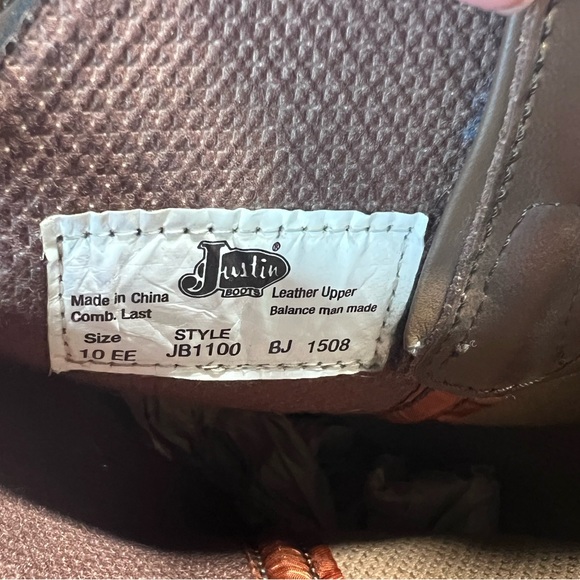 Justin®
BOOTS
Made in China
Comb. Last
Leather Upper
Balance man made
Size
10 EE
STYLE
JB1100
BJ 1508